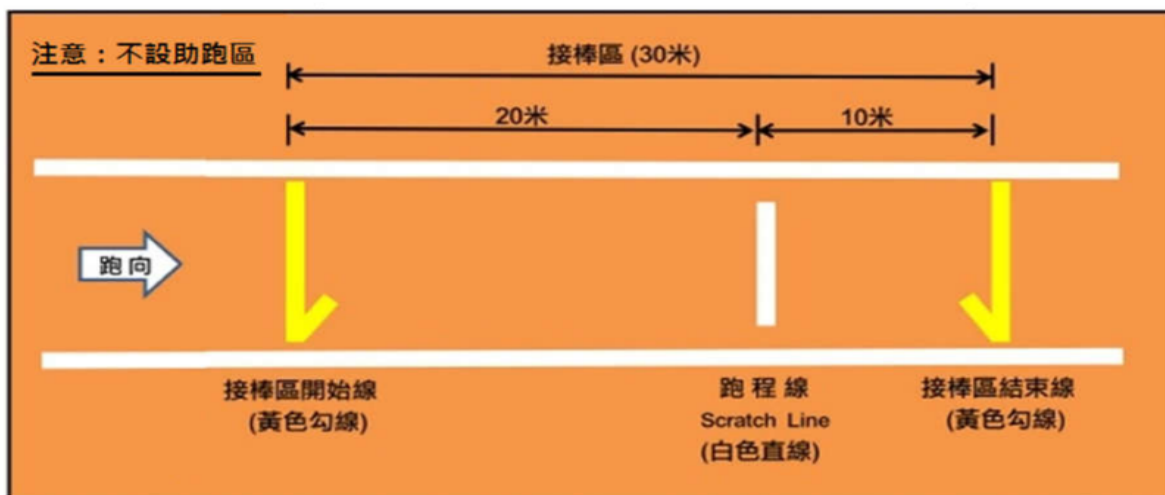 注意：不設助跑區
接棒區 (30米)
20米
10米
跑向
接棒區開始線
(黃色勾線)
跑程線
Scratch Line
(白色直線)
接棒區結束線
(黃色勾線)